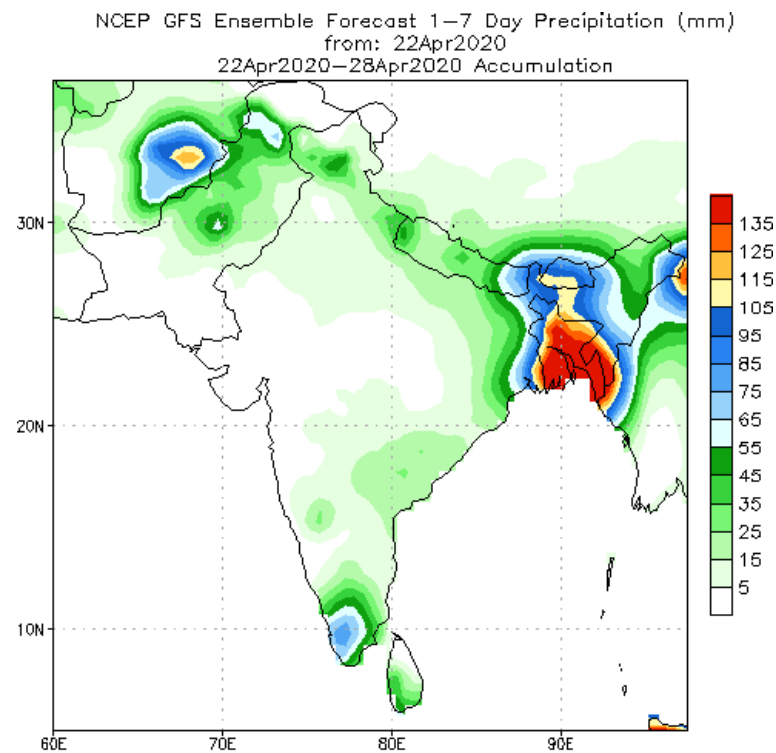 NCEP GFS Ensemble Forecast 1–7 Day Precipitation (mm)
from: 22Apr2020
22Apr2020–28Apr2020 Accumulation
30N
20N
10N
60E 70E 80E 90E
135
125
115
105
95
85
75
65
55
45
35
25
15
5